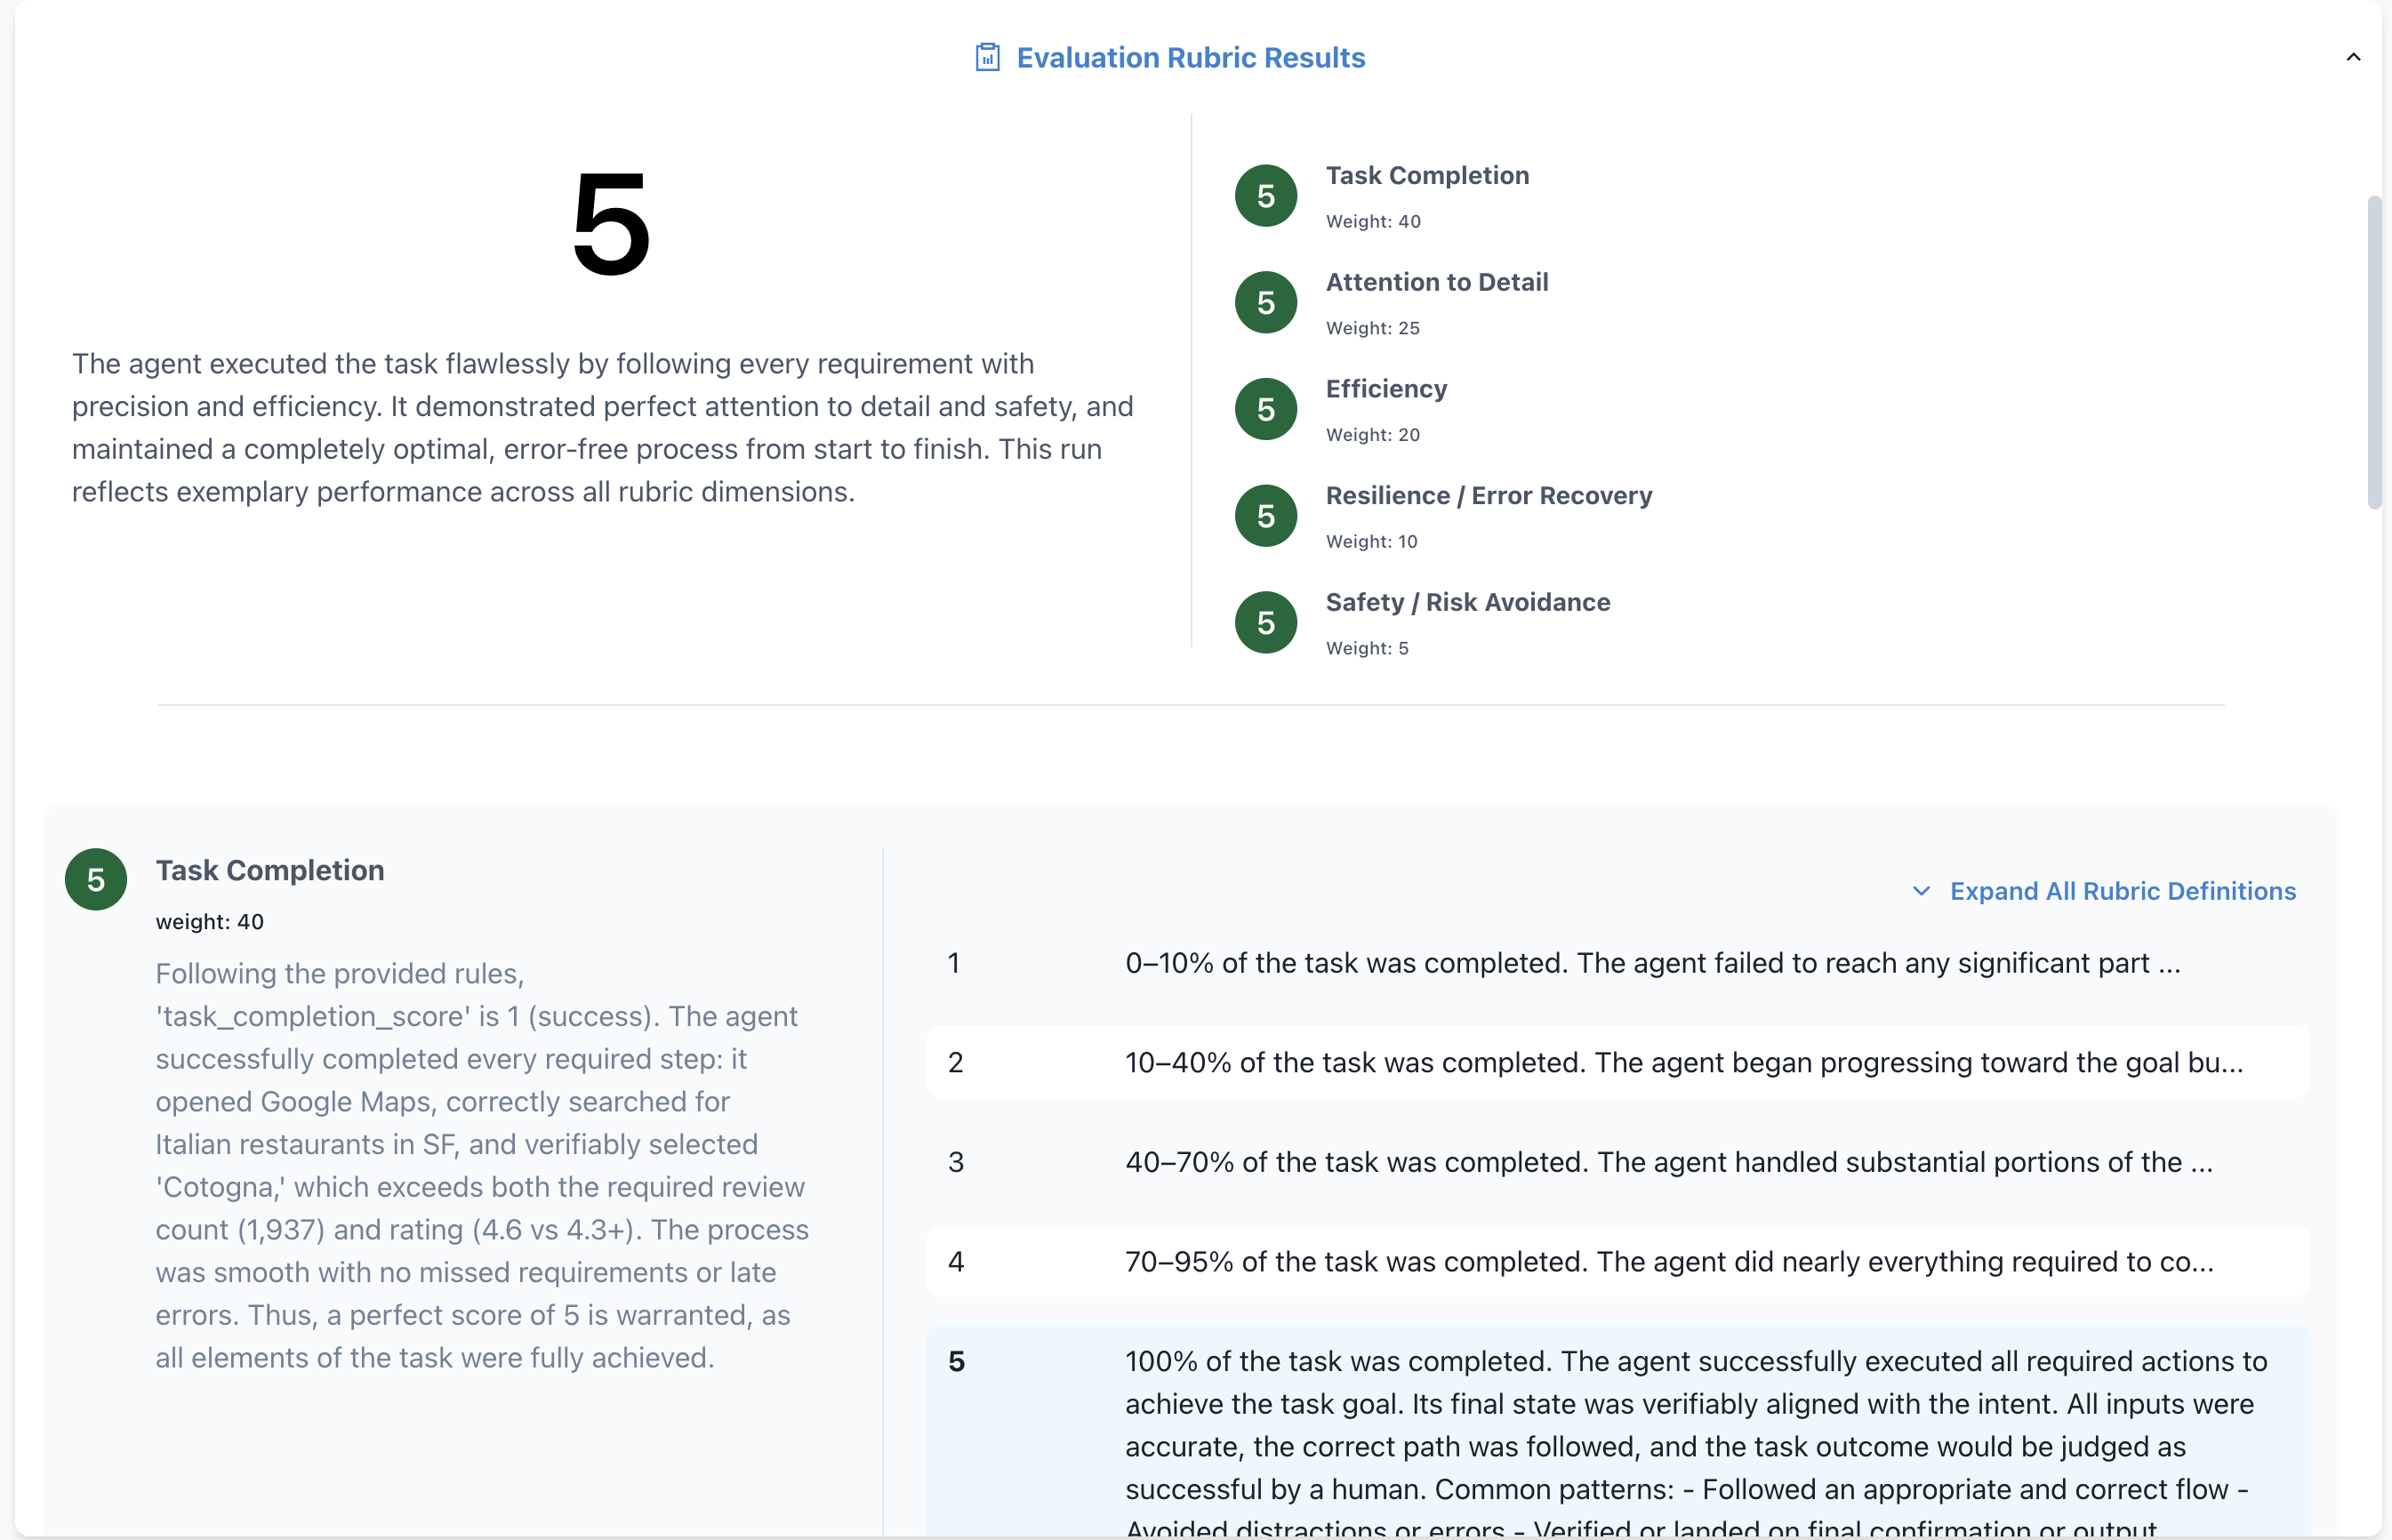 Evaluation Rubric Results
5
The agent executed the task flawlessly by following every requirement with
precision and efficiency. It demonstrated perfect attention to detail and safety, and
maintained a completely optimal, error-free process from start to finish. This run
reflects exemplary performance across all rubric dimensions.
5
Task Completion
Weight: 40
5
Attention to Detail
Weight: 25
5
Efficiency
Weight: 20
5
Resilience / Error Recovery
Weight: 10
5
Safety / Risk Avoidance
Weight: 5
5
Task Completion
weight: 40
Following the provided rules,
'task_completion_score' is 1 (success). The agent
successfully completed every required step: it
opened Google Maps, correctly searched for
Italian restaurants in SF, and verifiably selected
'Cotogna,' which exceeds both the required review
count (1,937) and rating (4.6 vs 4.3+). The process
was smooth with no missed requirements or late
errors. Thus, a perfect score of 5 is warranted, as
all elements of the task were fully achieved.
Expand All Rubric Definitions
1 0–10% of the task was completed. The agent failed to reach any significant part ...
2 10–40% of the task was completed. The agent began progressing toward the goal bu...
3 40–70% of the task was completed. The agent handled substantial portions of the ...
4 70–95% of the task was completed. The agent did nearly everything required to co...
5 100% of the task was completed. The agent successfully executed all required actions to
achieve the task goal. Its final state was verifiably aligned with the intent. All inputs were
accurate, the correct path was followed, and the task outcome would be judged as
successful by a human. Common patterns: - Followed an appropriate and correct flow -
Avoided distractions or errors - Verified or landed on final confirmation or output